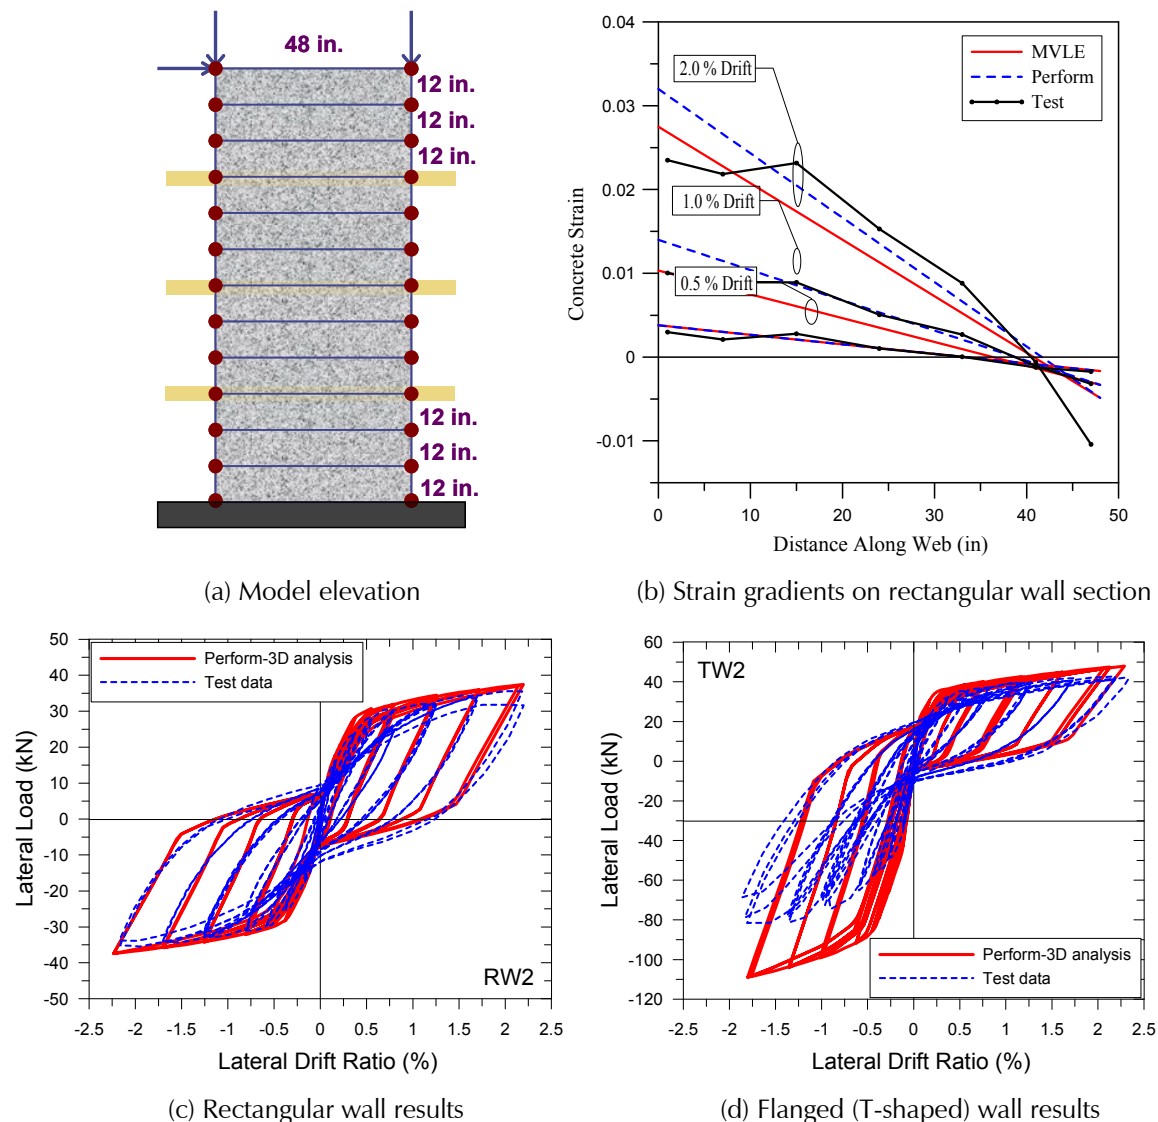 48 in.
12 in.
12 in.
12 in.
12 in.
12 in.
12 in.
(a) Model elevation
0.04
0.03
0.02
0.01
0
-0.01
Concrete Strain
0
10
20
30
40
50
Distance Along Web (in)
MVLE
Perform
Test
2.0 % Drift
1.0 % Drift
0.5 % Drift
(b) Strain gradients on rectangular wall section
50
40
30
20
10
0
-10
-20
-30
-40
-50
Lateral Load (kN)
Perform-3D analysis
Test data
RW2
-2.5
-2
-1.5
-1
-0.5
0
0.5
1
1.5
2
2.5
Lateral Drift Ratio (%)
(c) Rectangular wall results
60
40
20
0
-20
-40
-60
-80
-100
-120
Lateral Load (kN)
TW2
Perform-3D analysis
Test data
-2.5
-2
-1.5
-1
-0.5
0
0.5
1
1.5
2
2.5
Lateral Drift Ratio (%)
(d) Flanged (T-shaped) wall results